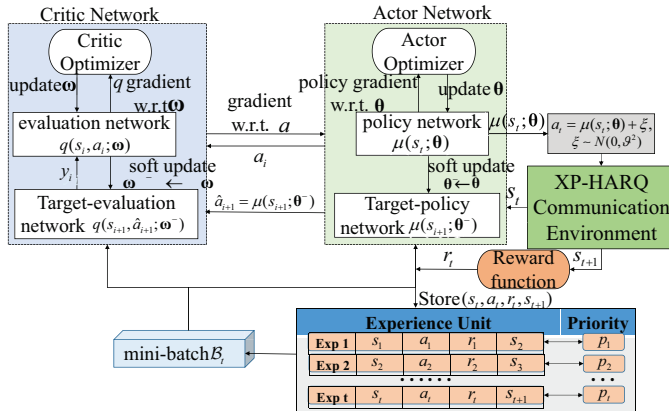 Critic Network
Actor Network
Critic
Optimizer
Actor
Optimizer
update ω
q gradient
w.r.t. ω
policy gradient
w.r.t. θ
update θ
gradient
w.r.t. a
a_i
evaluation network
q(s_i, a_i; ω)
policy network
μ(s_t; θ)
μ(s_t; θ)
a_t = μ(s_t; θ) + ξ,
ξ ~ N(0, ϑ²)
y_i
soft update
ω⁻ ← ω
soft update
θ ← θ
s_t
XP-HARQ
Communication
Environment
Target-evaluation
network q(s_{i+1}, â_{i+1}; ω⁻)
â_{i+1} = μ(s_{i+1}; θ⁻)
Target-policy
network μ(s_{i+1}; θ⁻)
r_t
Reward
function
s_{t+1}
Store(s_t, a_t, r_t, s_{t+1})
mini-batch 𝓑_t
Experience Unit Priority
Exp 1 s_1 a_1 r_1 s_2 p_1
Exp 2 s_2 a_2 r_2 s_3 p_2
······ ···
Exp t s_t a_t r_t s_{t+1} p_t